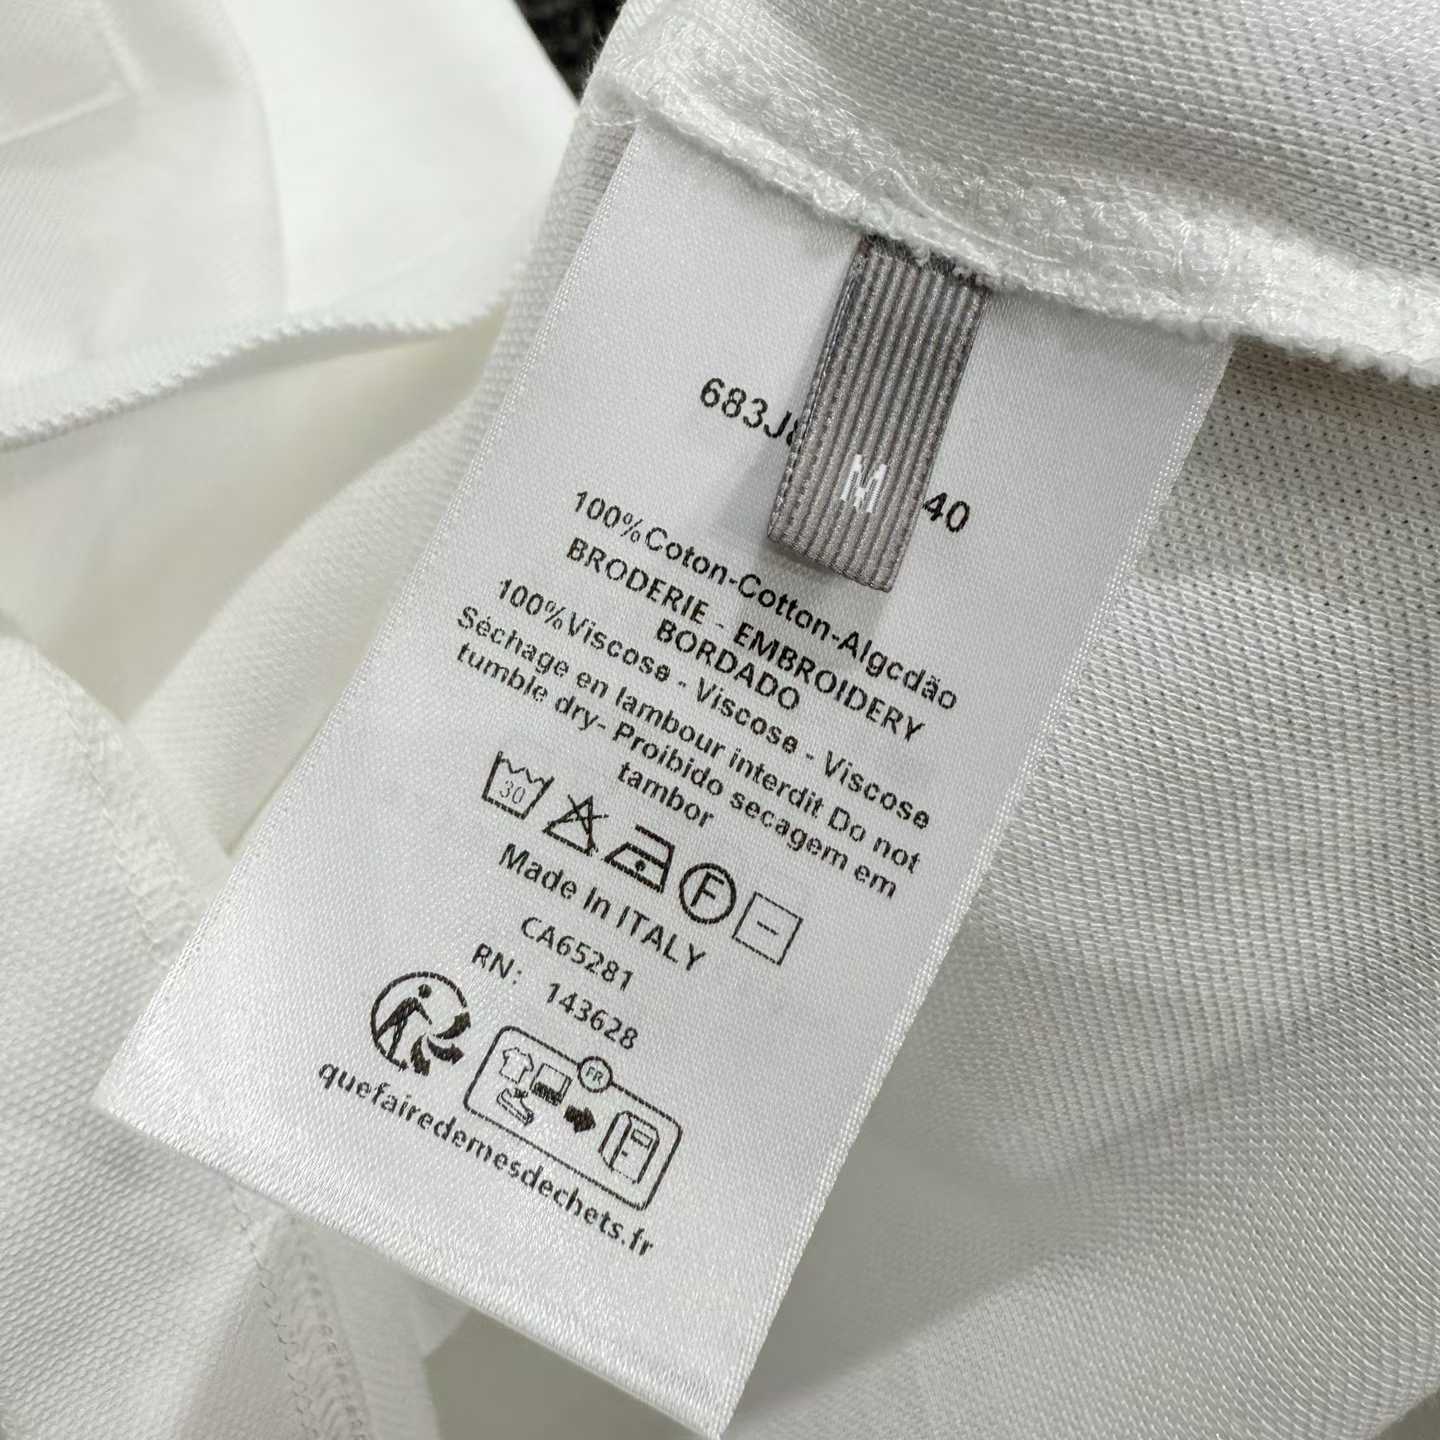 683J8
M
40
100%Coton-Cotton-Algcdão
BRODERIE - EMBROIDERY
BORDADO
100%Viscose - Viscose - Viscose
Séchage en lambour interdit Do not
tumble dry- Proibido secagem em
tambor
30
F
Made In ITALY
CA65281
RN: 143628
FR
quefairedemesdechets.fr